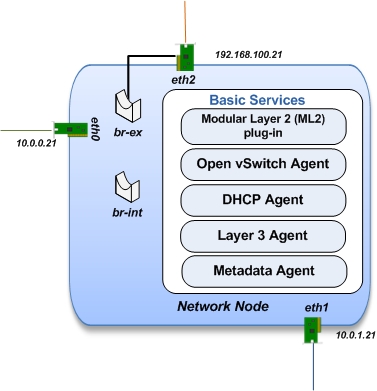 192.168.100.21
eth2
Basic Services
Modular Layer 2 (ML2)
plug-in
br-ex
eth0
10.0.0.21
Open vSwitch Agent
DHCP Agent
br-int
Layer 3 Agent
Metadata Agent
Network Node
eth1
10.0.1.21